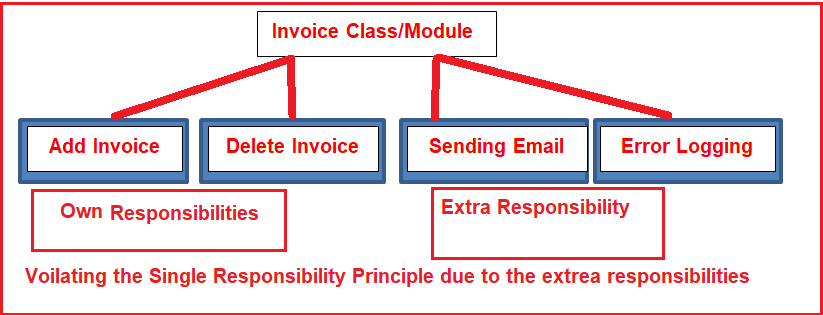 Invoice Class/Module
Add Invoice
Delete Invoice
Sending Email
Error Logging
Own Responsibilities
Extra Responsibility
Voilating the Single Responsibility Principle due to the extrea responsibilities